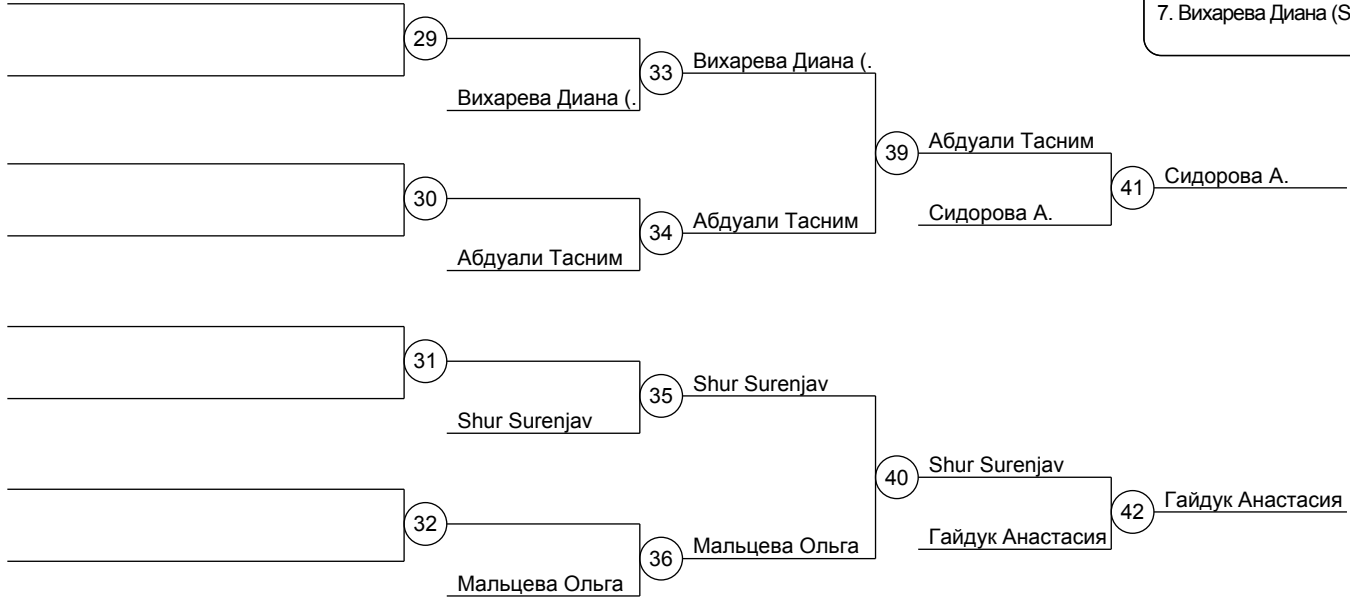 7. Вихарева Диана (S
29
Вихарева Диана (.
33
Вихарева Диана (.
30
Абдуали Тасним
34
Абдуали Тасним
39
Абдуали Тасним
Сидорова А.
41
Сидорова А.
31
Shur Surenjav
35
Shur Surenjav
32
Мальцева Ольга
36
Мальцева Ольга
40
Shur Surenjav
Гайдук Анастасия
42
Гайдук Анастасия